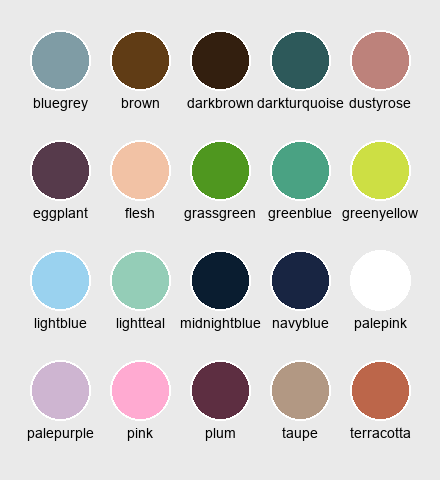 bluegrey brown darkbrown darkturquoise dustyrose
eggplant flesh grassgreen greenblue greenyellow
lightblue lightteal midnightblue navyblue palepink
palepurple pink plum taupe terracotta